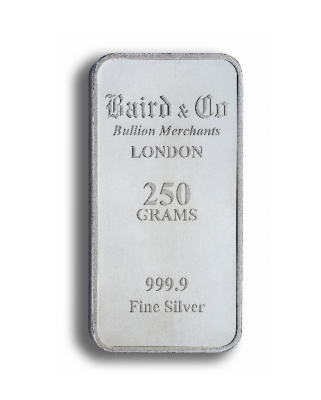 Baird & Co
Bullion Merchants
LONDON
250
GRAMS
999.9
Fine Silver